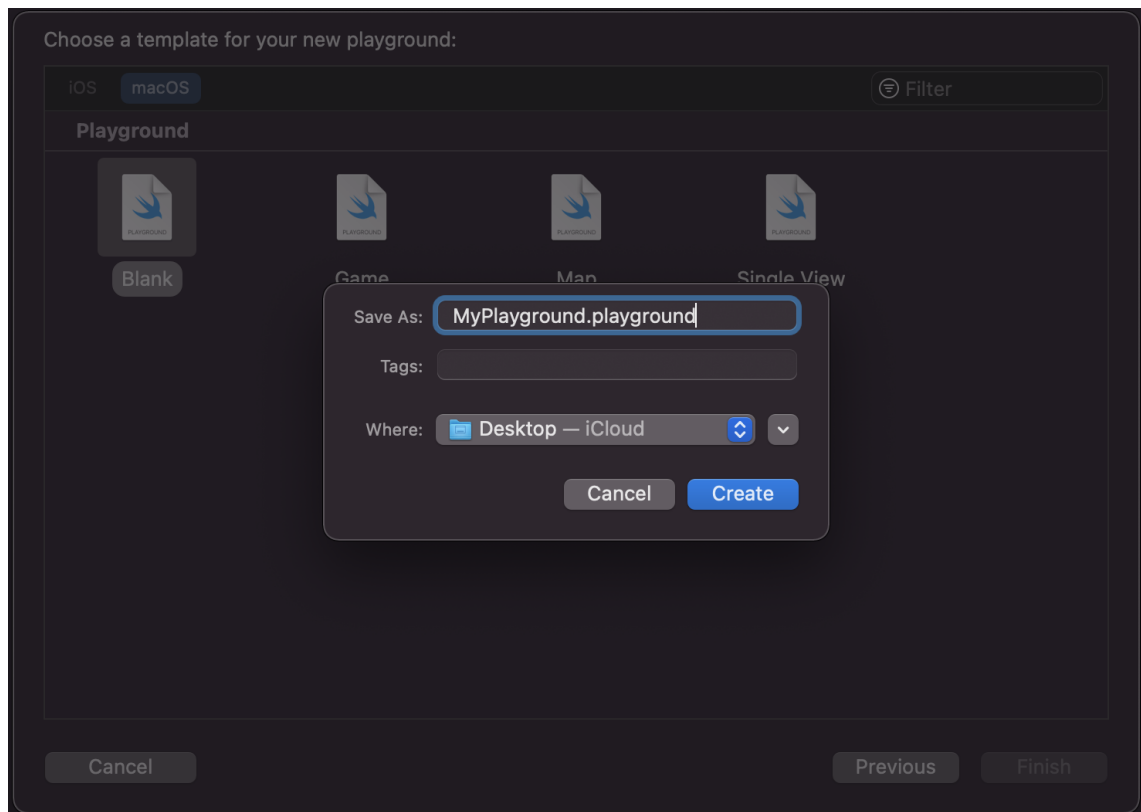 Choose a template for your new playground:
iOS macOS Filter
Playground
PLAYGROUND PLAYGROUND PLAYGROUND PLAYGROUND
Blank Game Map Single View
Save As: MyPlayground.playground
Tags:
Where: Desktop — iCloud
Cancel Create
Cancel Previous Finish